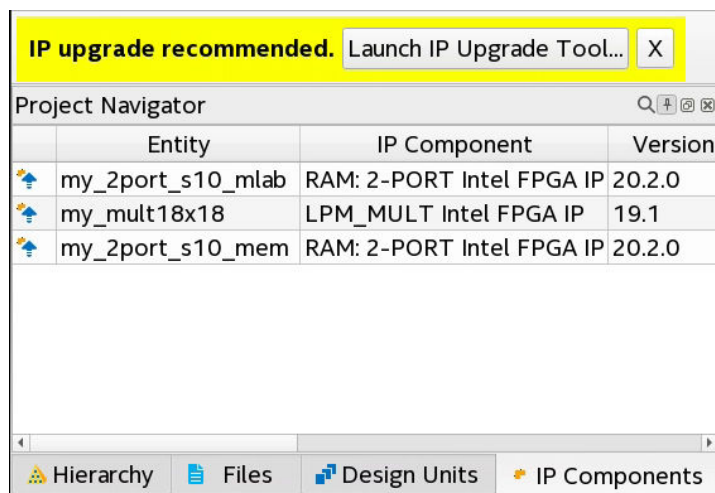 IP upgrade recommended. Launch IP Upgrade Tool... X
Project Navigator
Entity IP Component Version
my_2port_s10_mlab RAM: 2-PORT Intel FPGA IP 20.2.0
my_mult18x18 LPM_MULT Intel FPGA IP 19.1
my_2port_s10_mem RAM: 2-PORT Intel FPGA IP 20.2.0
Hierarchy Files Design Units IP Components